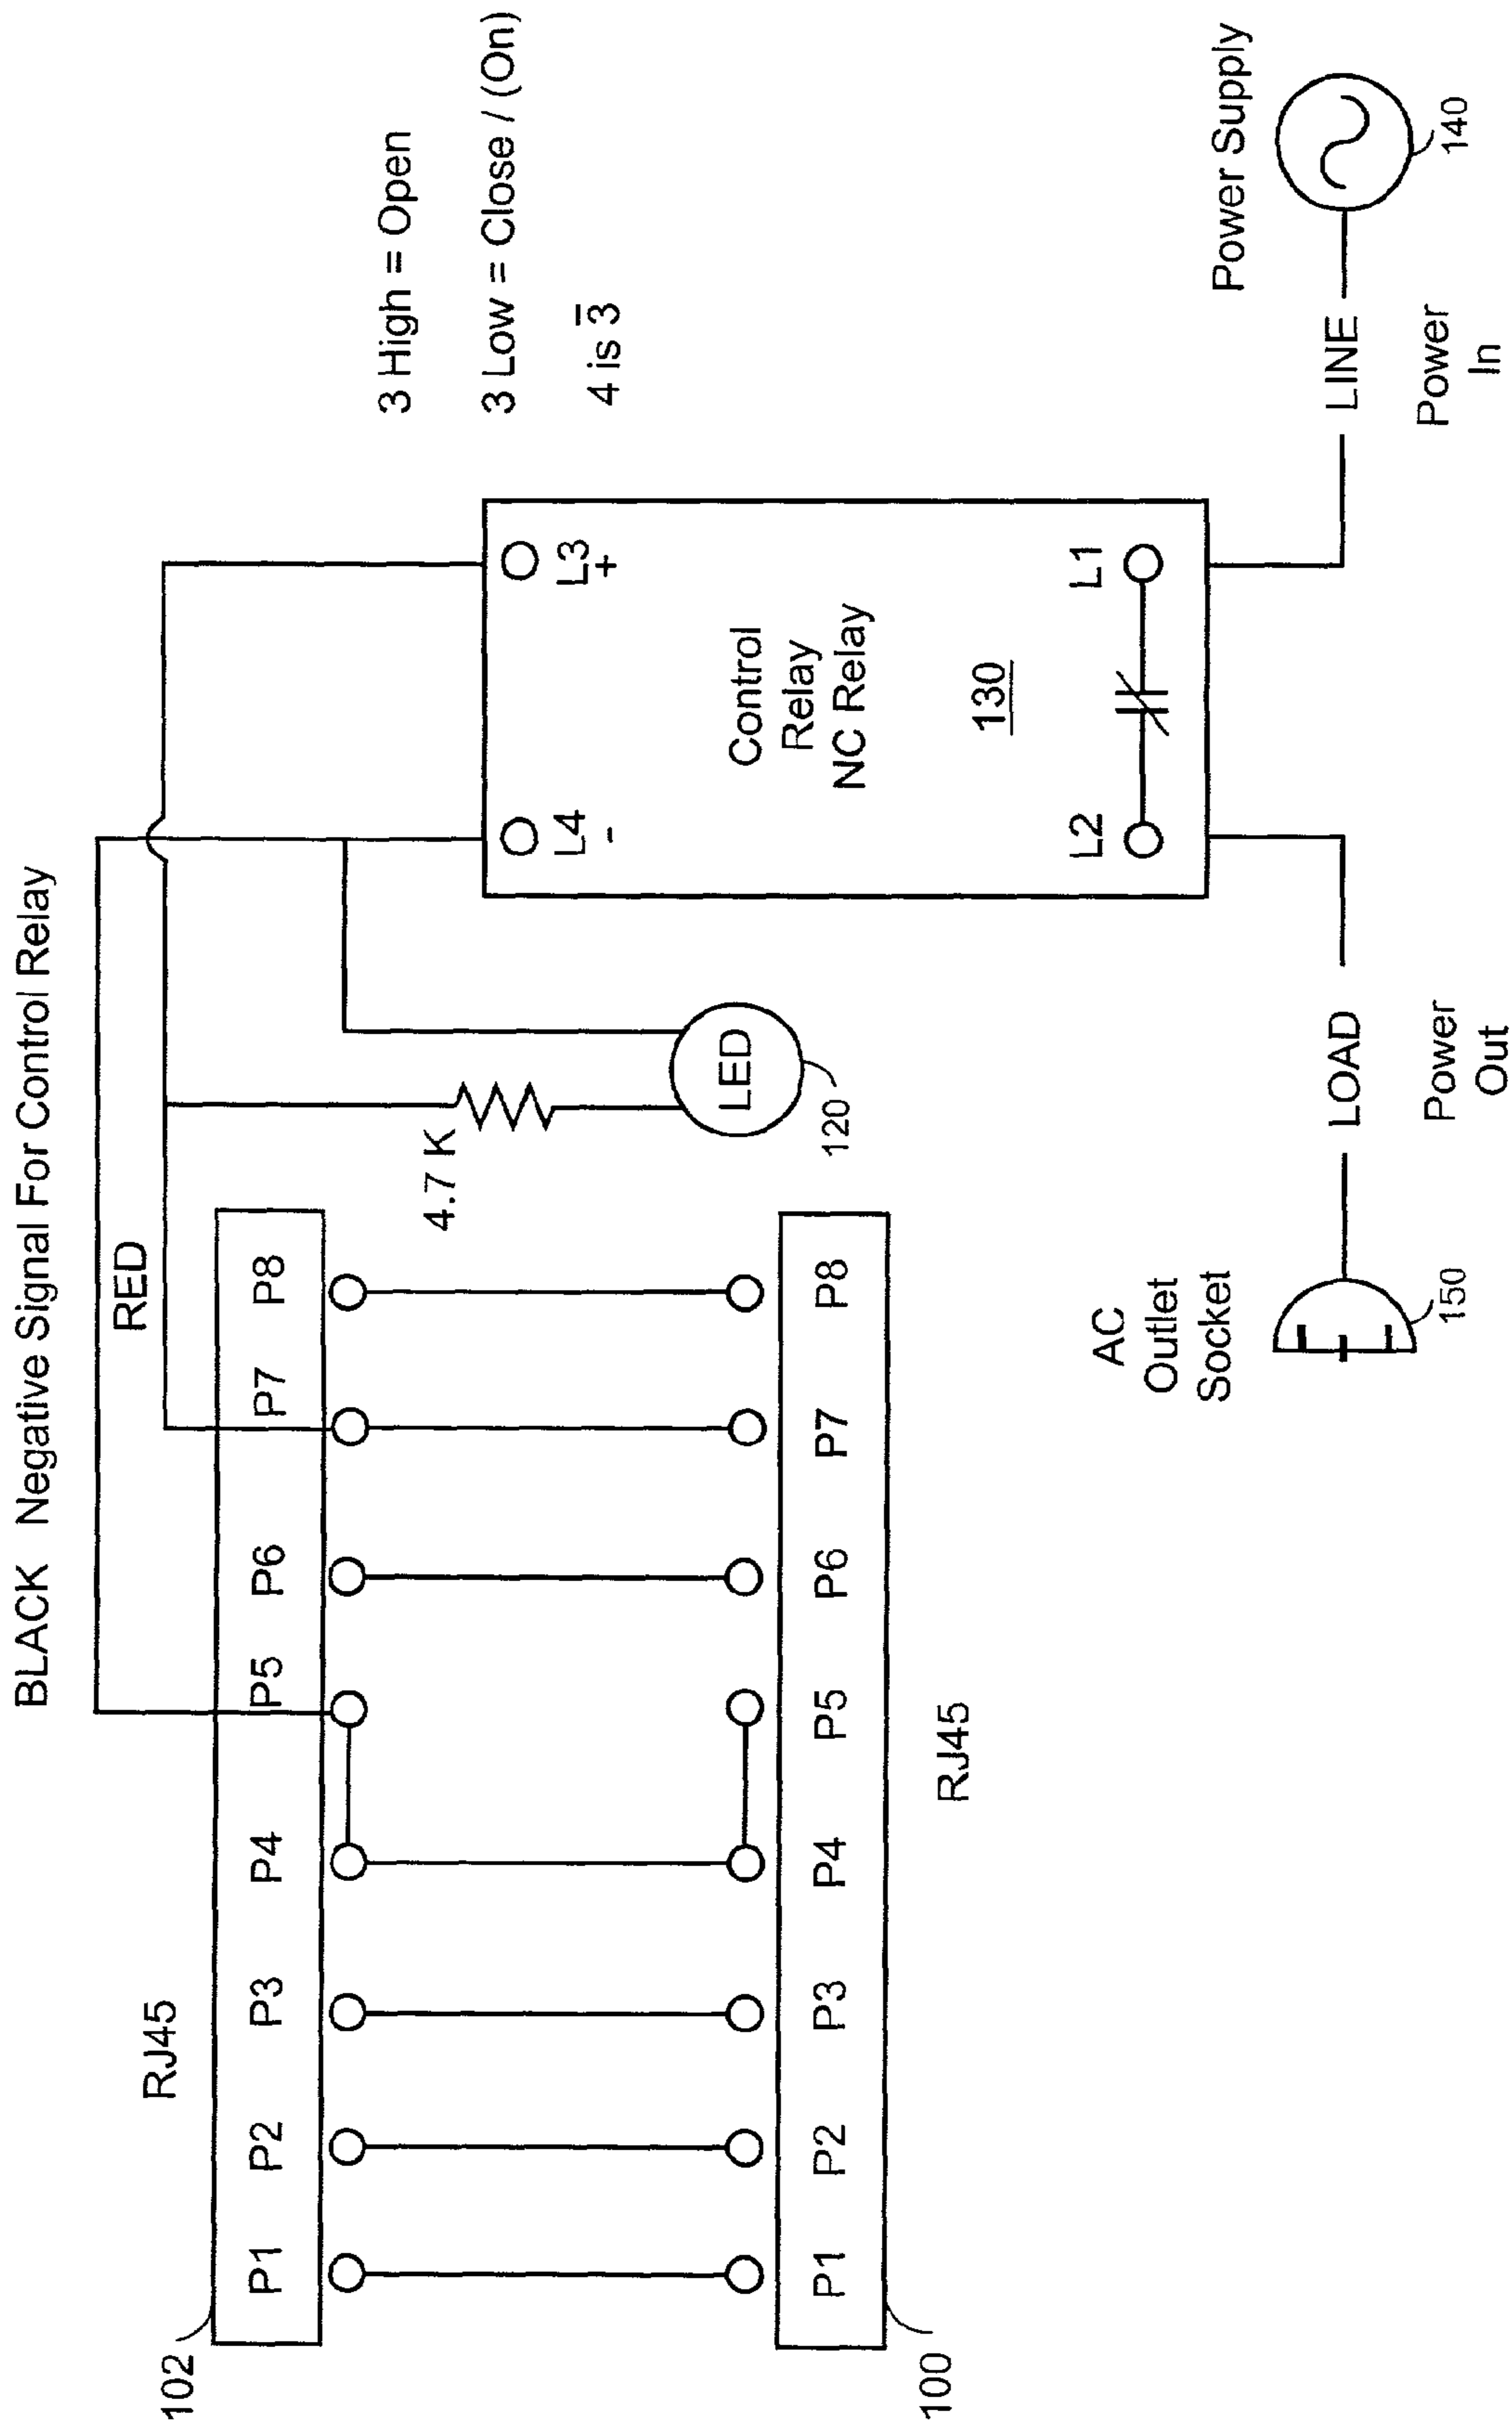 BLACK Negative Signal For Control Relay
RED
RJ45
102
P1 P2 P3 P4 P5 P6 P7 P8
4.7 K
LED
120
P1 P2 P3 P4 P5 P6 P7 P8
100
RJ45
L4
-
L3
+
Control
Relay
NC Relay
130
L2
L1
3 High = Open
3 Low = Close / (On)
4 is 3̅
AC
Outlet
Socket
150
LOAD
Power
Out
LINE
Power
In
Power Supply
140